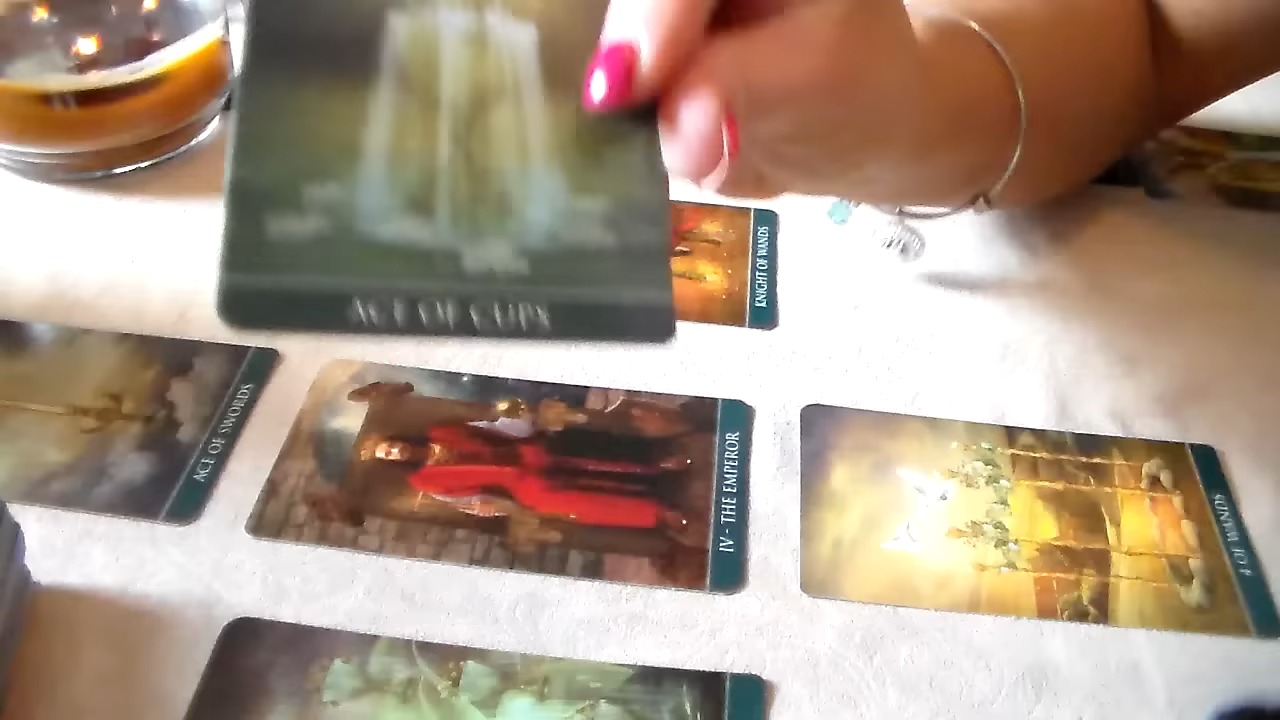 ACE OF CUPS
KNIGHT OF WANDS
ACE OF SWORDS
IV - THE EMPEROR
4 OF WANDS